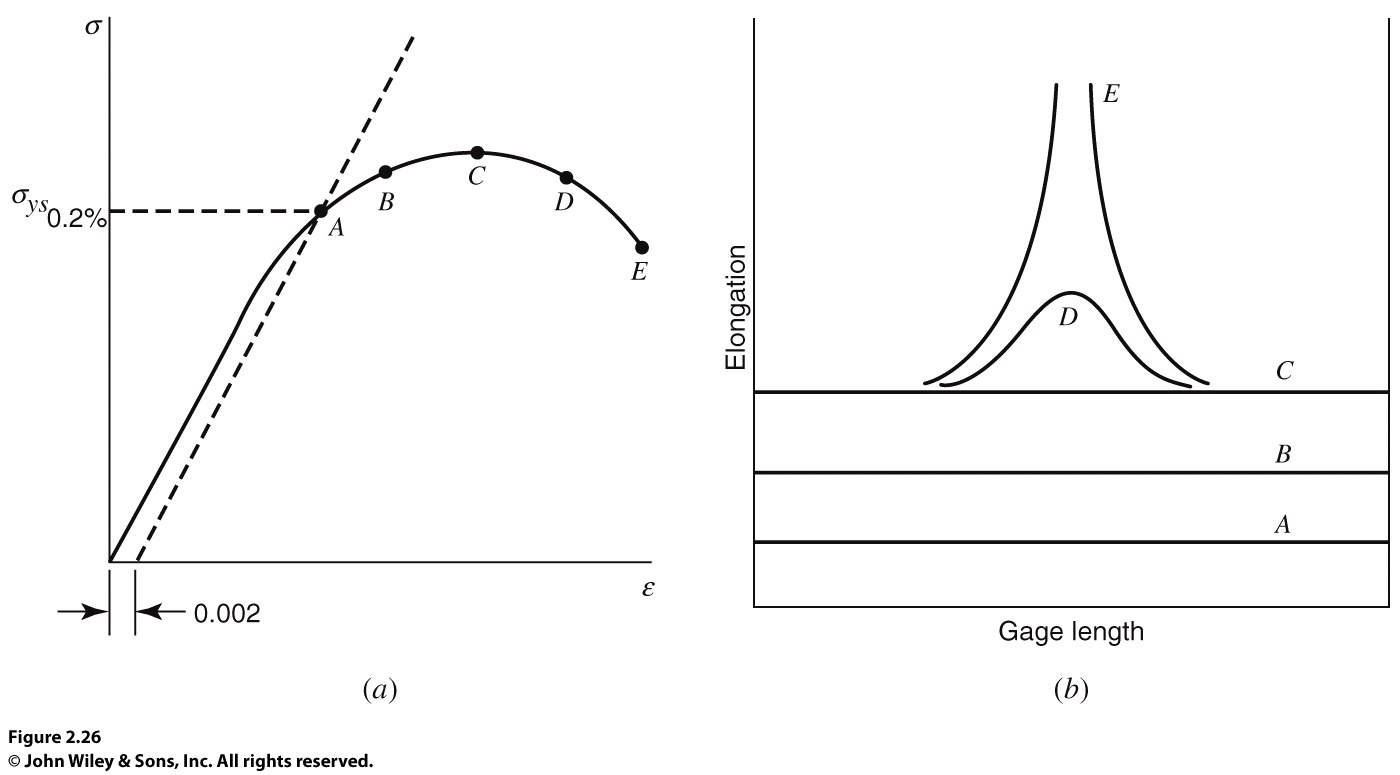 σ
σys0.2%
A
B
C
D
E
ε
0.002
(a)
Elongation
E
D
C
B
A
Gage length
(b)
Figure 2.26
© John Wiley & Sons, Inc. All rights reserved.